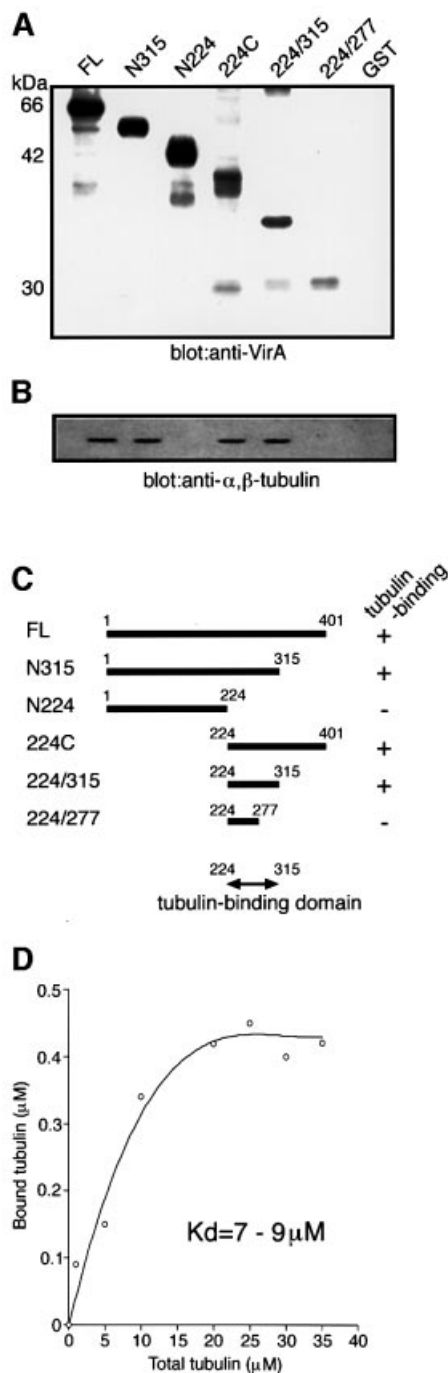 A
FL N315 N224 224C 224/315 224/277 GST
kDa
66
42
30
blot:anti-VirA
B
blot:anti-α,β-tubulin
C
tubulin
-binding
FL 1 401 +
N315 1 315 +
N224 1 224 -
224C 224 401 +
224/315 224 315 +
224/277 224 277 -
224 315
tubulin-binding domain
D
0.5
0.4
0.3
0.2
0.1
0
Bound tubulin (μM)
Kd=7 - 9μM
0 5 10 15 20 25 30 35 40
Total tubulin (μM)